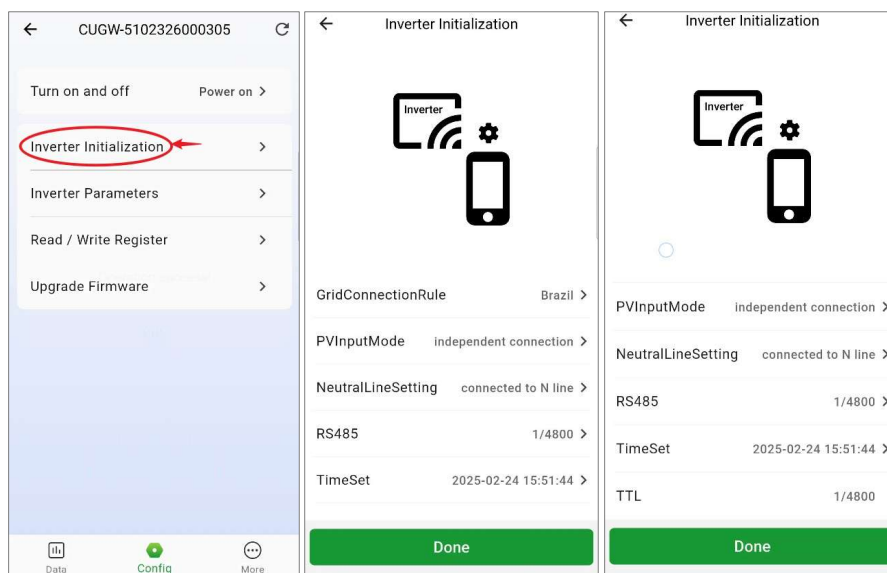 CUGW-5102326000305
Turn on and off Power on
Inverter Initialization
Inverter Parameters
Read / Write Register
Upgrade Firmware
Data Config More
Inverter Initialization
Inverter
GridConnectionRule Brazil
PVInputMode independent connection
NeutralLineSetting connected to N line
RS485 1/4800
TimeSet 2025-02-24 15:51:44
Done
Inverter Initialization
Inverter
PVInputMode independent connection
NeutralLineSetting connected to N line
RS485 1/4800
TimeSet 2025-02-24 15:51:44
TTL 1/4800
Done